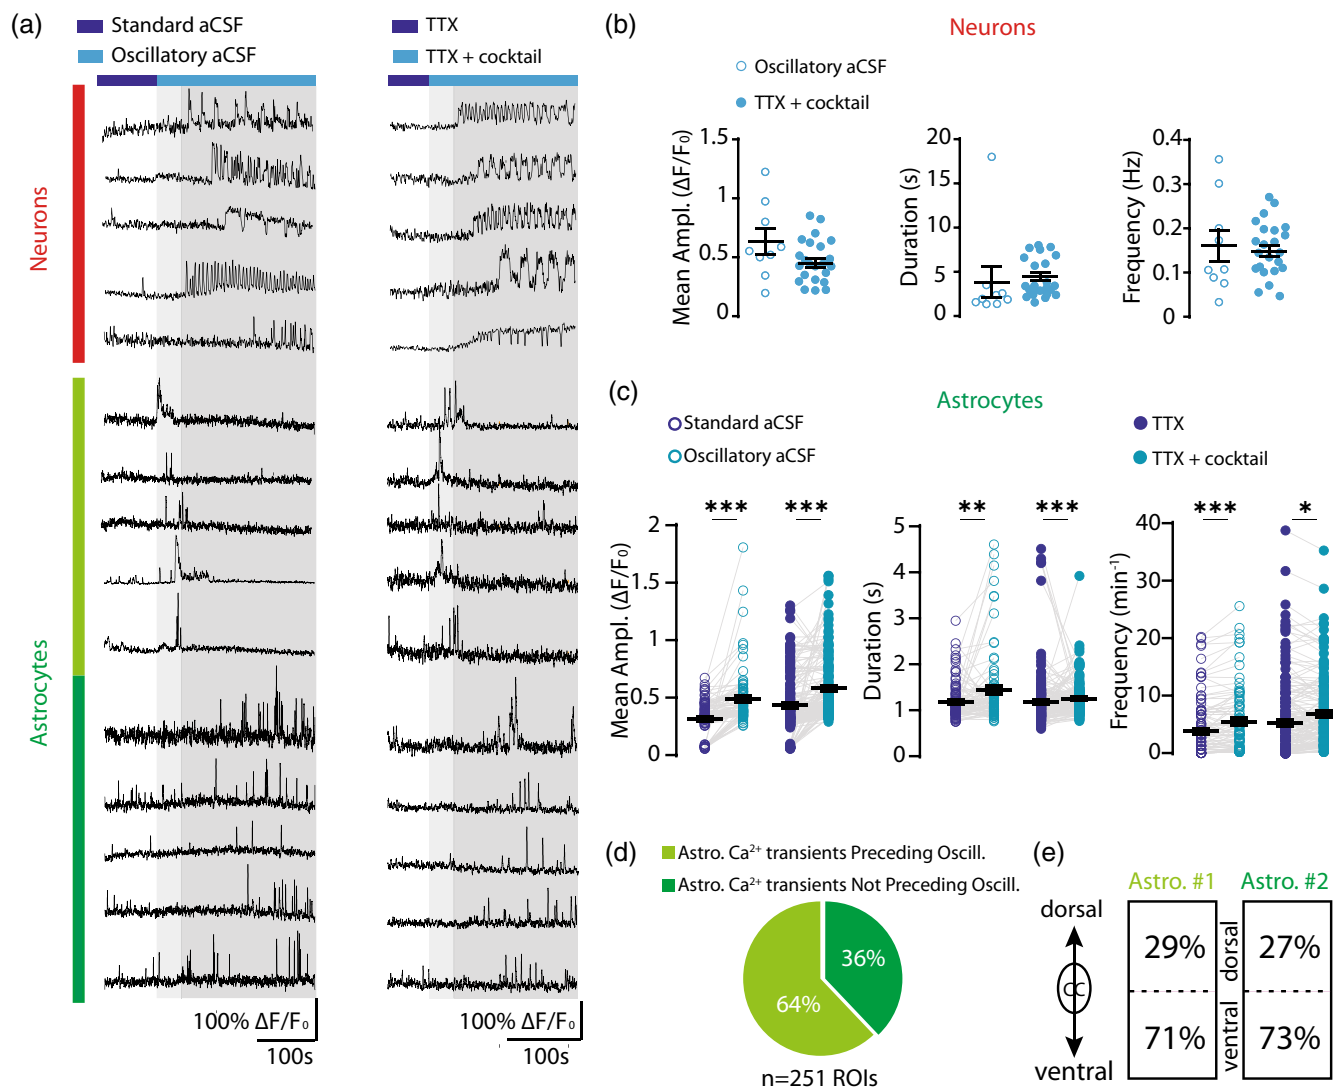 (a)
Standard aCSF
Oscillatory aCSF
TTX
TTX + cocktail
Neurons
Astrocytes
100% ΔF/F₀
100s
100% ΔF/F₀
100s
(b)
Neurons
Oscillatory aCSF
TTX + cocktail
Mean Ampl. (ΔF/F₀)
1.5
1
0.5
0
Duration (s)
20
15
10
5
0
Frequency (Hz)
0.4
0.3
0.2
0.1
0
(c)
Astrocytes
Standard aCSF
Oscillatory aCSF
TTX
TTX + cocktail
Mean Ampl. (ΔF/F₀)
2
1.5
1
0.5
0
*** ***
Duration (s)
5
4
3
2
1
0
** ***
Frequency (min⁻¹)
40
30
20
10
0
*** *
(d)
Astro. Ca²⁺ transients Preceding Oscill.
Astro. Ca²⁺ transients Not Preceding Oscill.
36%
64%
n=251 ROIs
(e)
Astro. #1 Astro. #2
dorsal
CC
ventral
29% dorsal 27%
71% ventral 73%